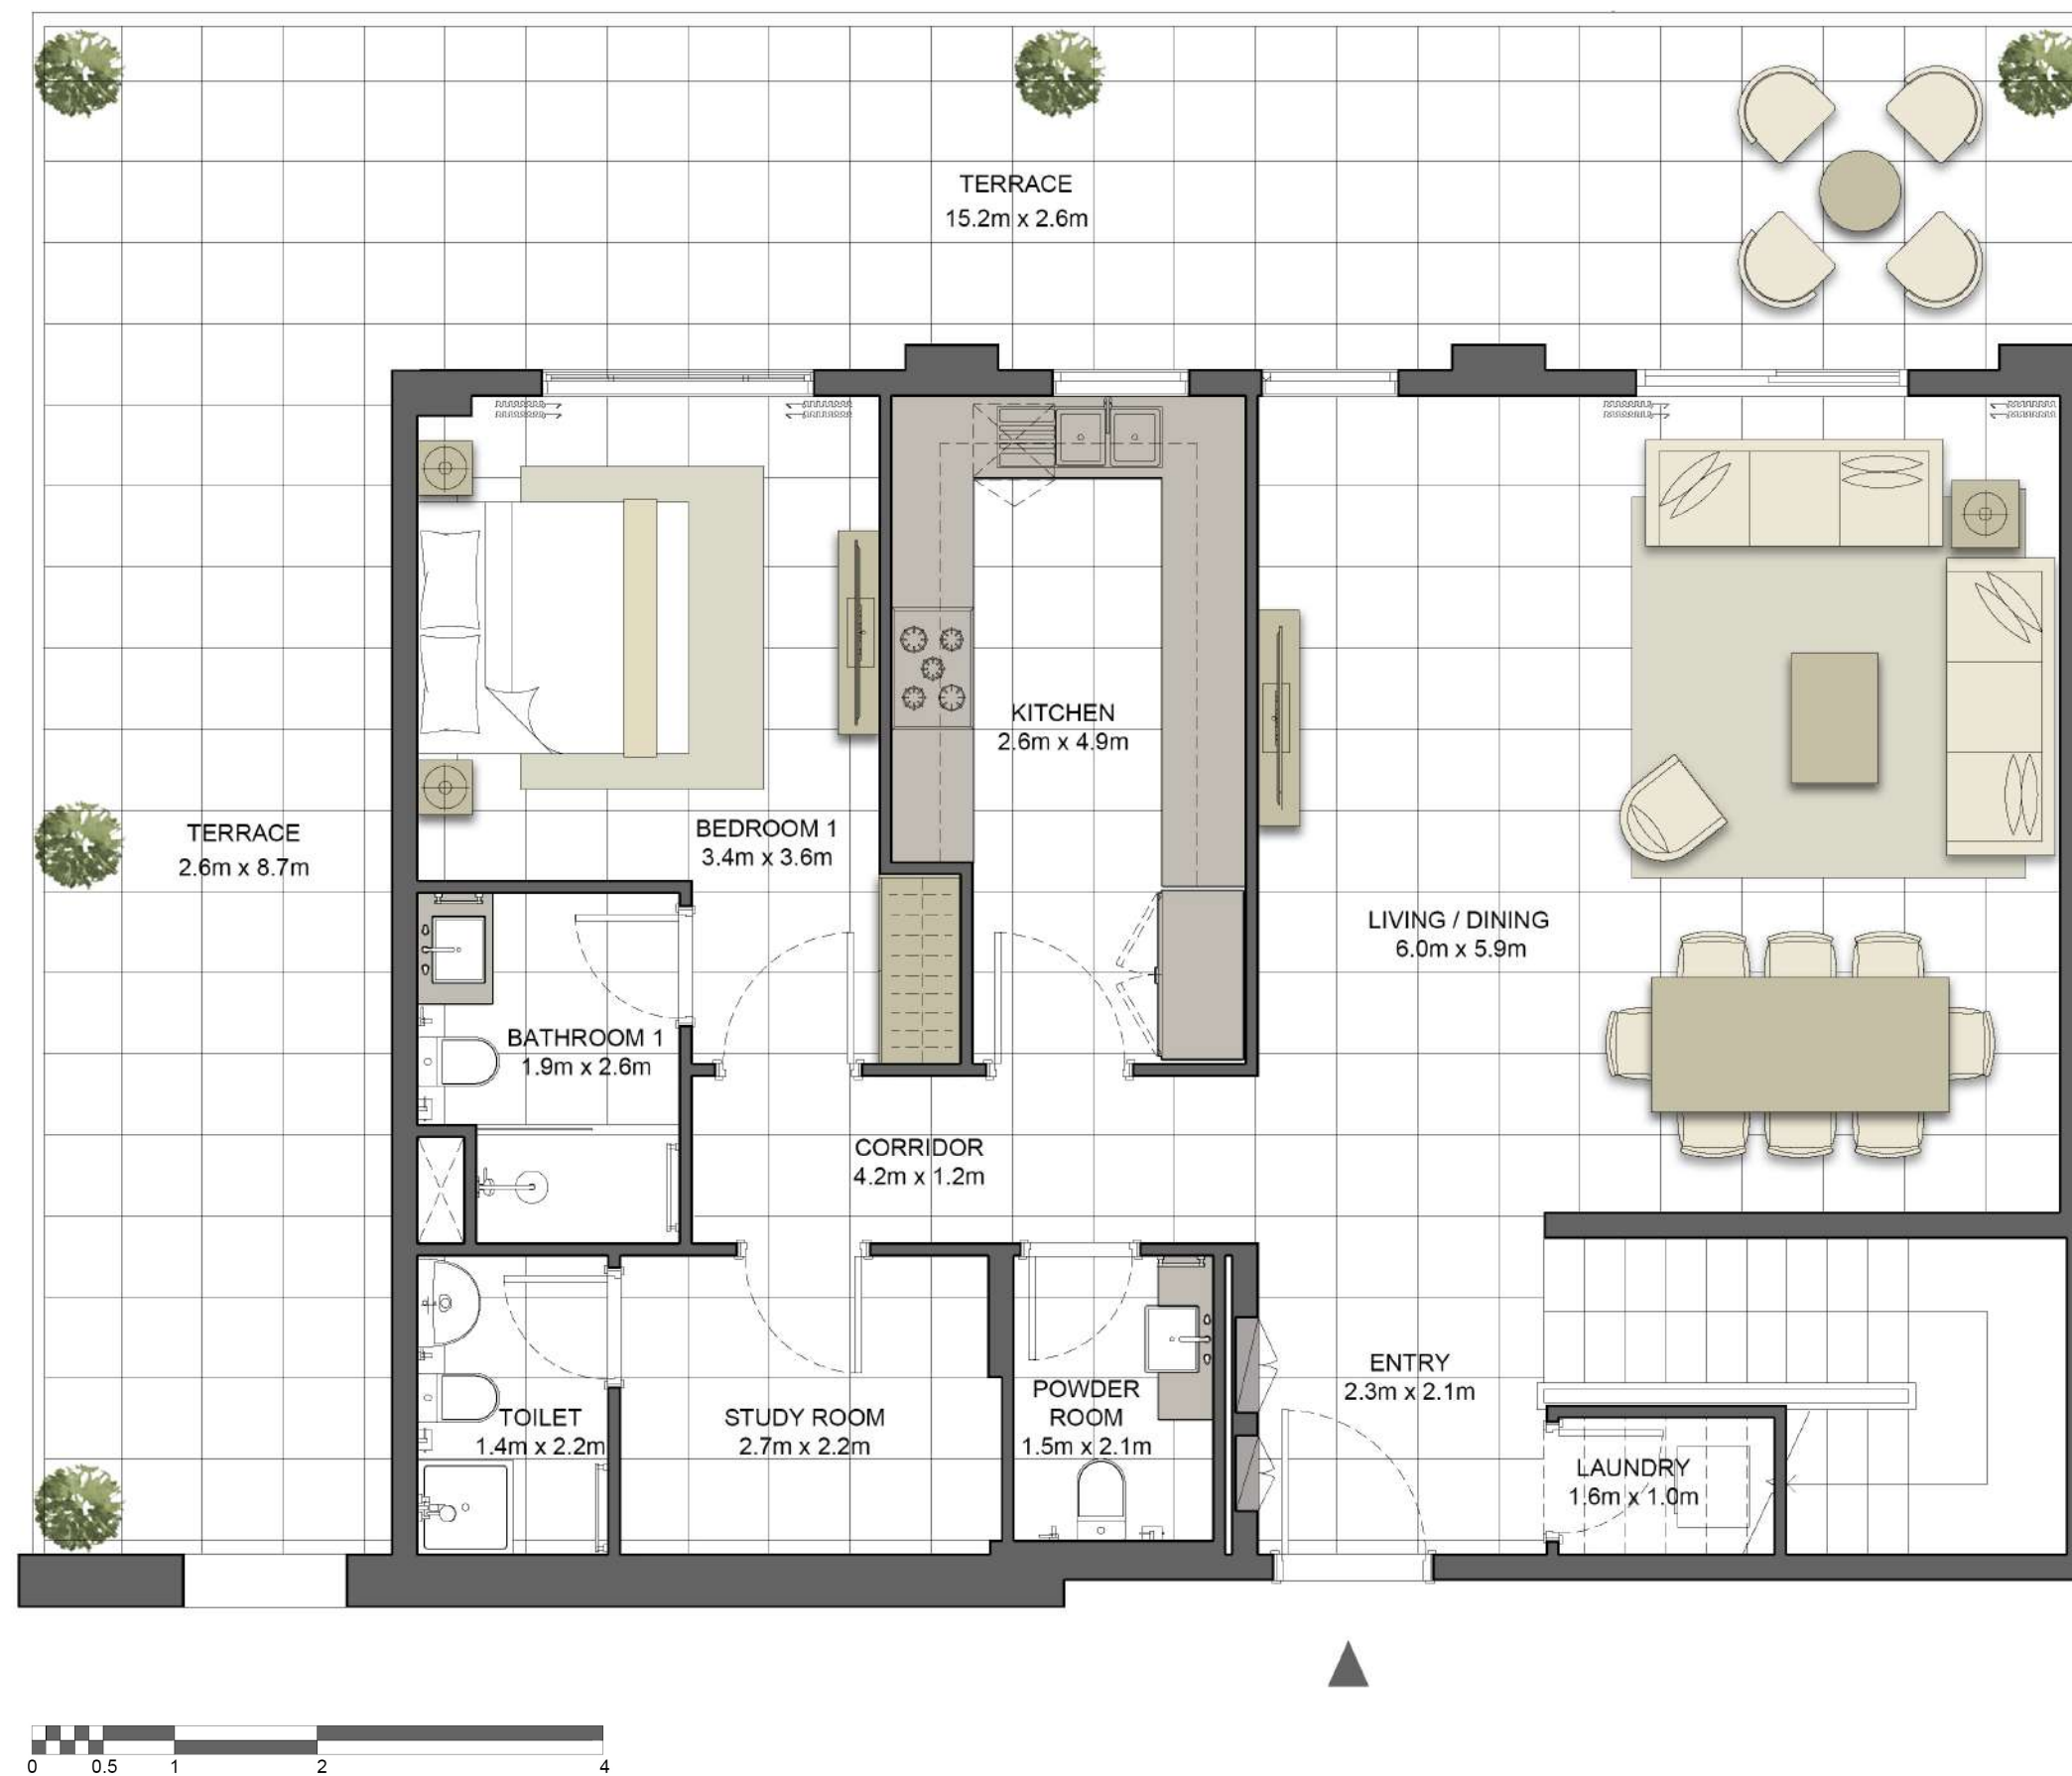 TERRACE
15.2m x 2.6m
KITCHEN
2.6m x 4.9m
BEDROOM 1
3.4m x 3.6m
TERRACE
2.6m x 8.7m
LIVING / DINING
6.0m x 5.9m
BATHROOM 1
1.9m x 2.6m
CORRIDOR
4.2m x 1.2m
ENTRY
2.3m x 2.1m
POWDER
ROOM
1.5m x 2.1m
TOILET
1.4m x 2.2m
STUDY ROOM
2.7m x 2.2m
LAUNDRY
1.6m x 1.0m
0 0.5 1 2 4